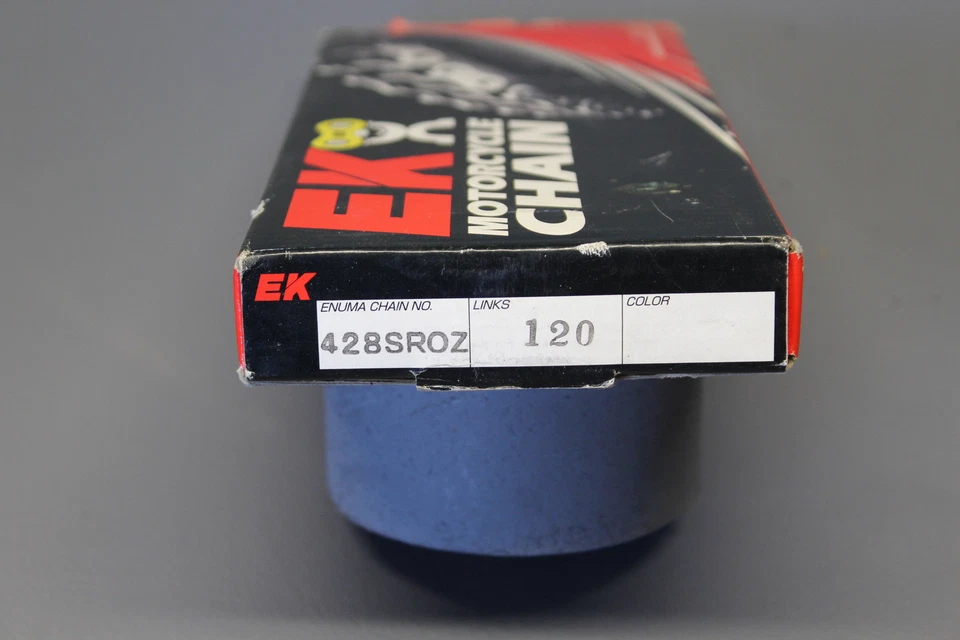 EK
MOTORCYCLE
CHAIN
EK
ENUMA CHAIN NO.
LINKS
COLOR
428SROZ
120